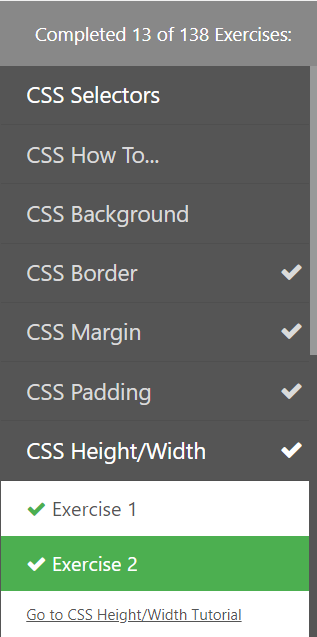 Completed 13 of 138 Exercises:
CSS Selectors
CSS How To...
CSS Background
CSS Border
CSS Margin
CSS Padding
CSS Height/Width
Exercise 1
Exercise 2
Go to CSS Height/Width Tutorial